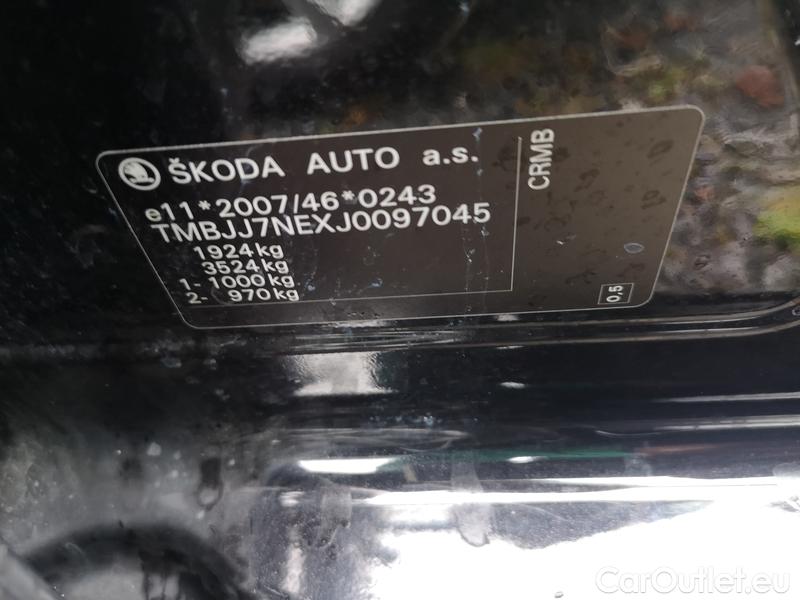 ŠKODA AUTO a.s.
e11*2007/46*0243
TMBJJ7NEXJ0097045
1924kg
3524kg
1- 1000kg
2- 970kg
CRMB
0,5
CarOutlet.eu